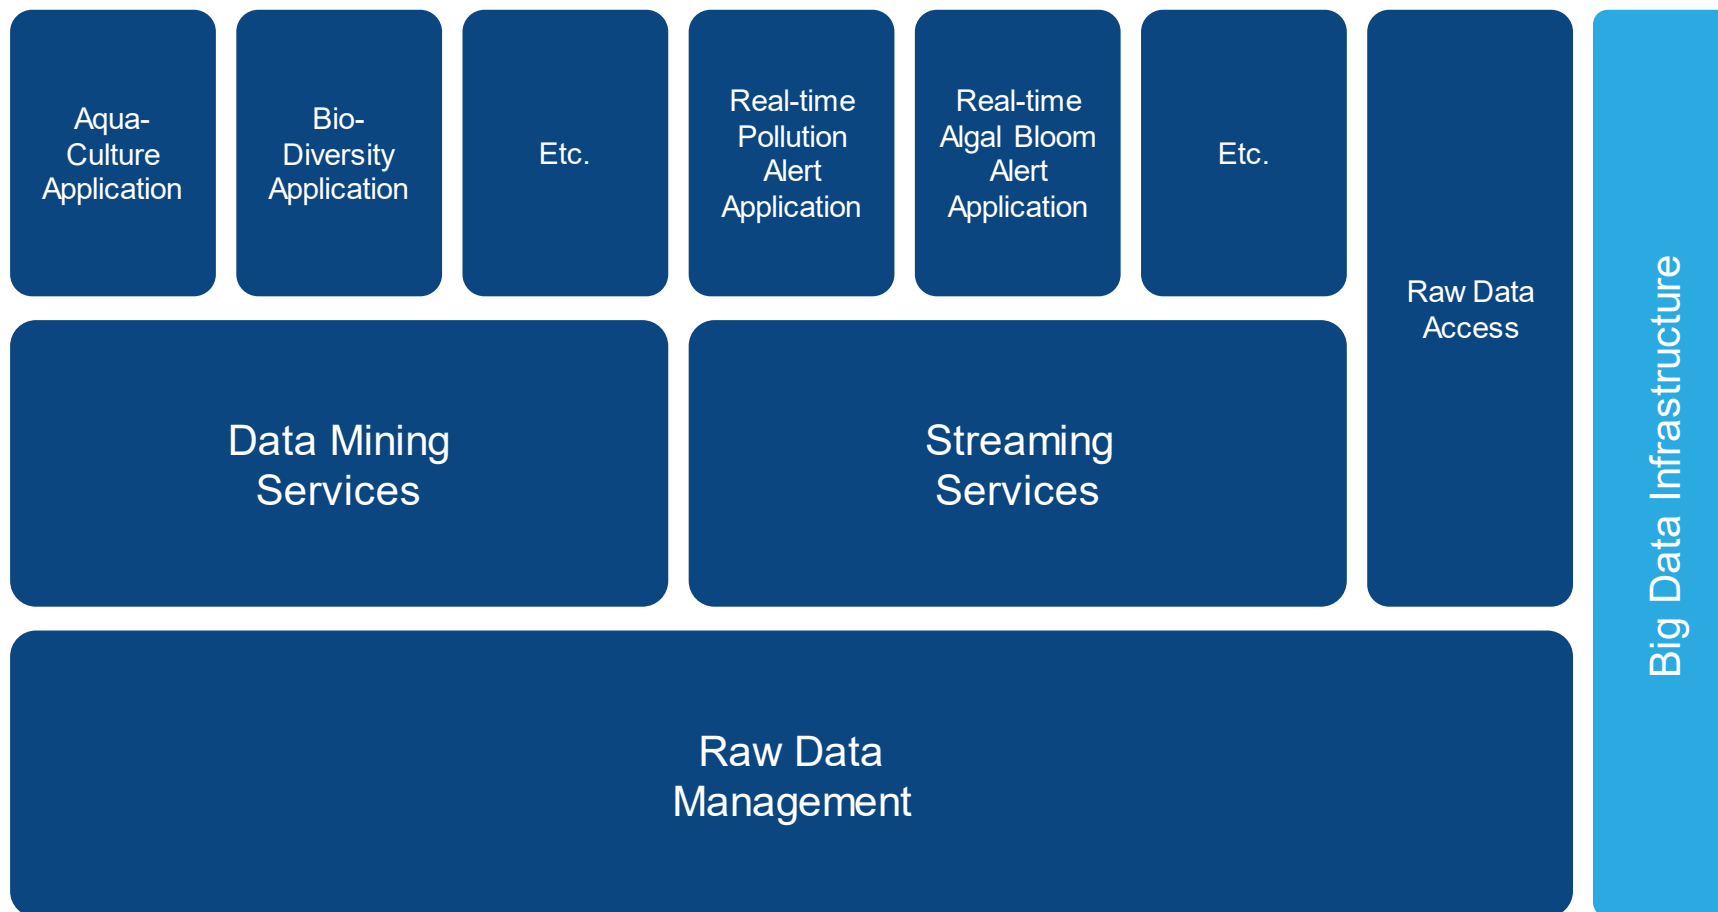 Aqua-
Culture
Application
Bio-
Diversity
Application
Etc.
Real-time
Pollution
Alert
Application
Real-time
Algal Bloom
Alert
Application
Etc.
Raw Data
Access
Data Mining
Services
Streaming
Services
Raw Data
Management
Big Data Infrastructure